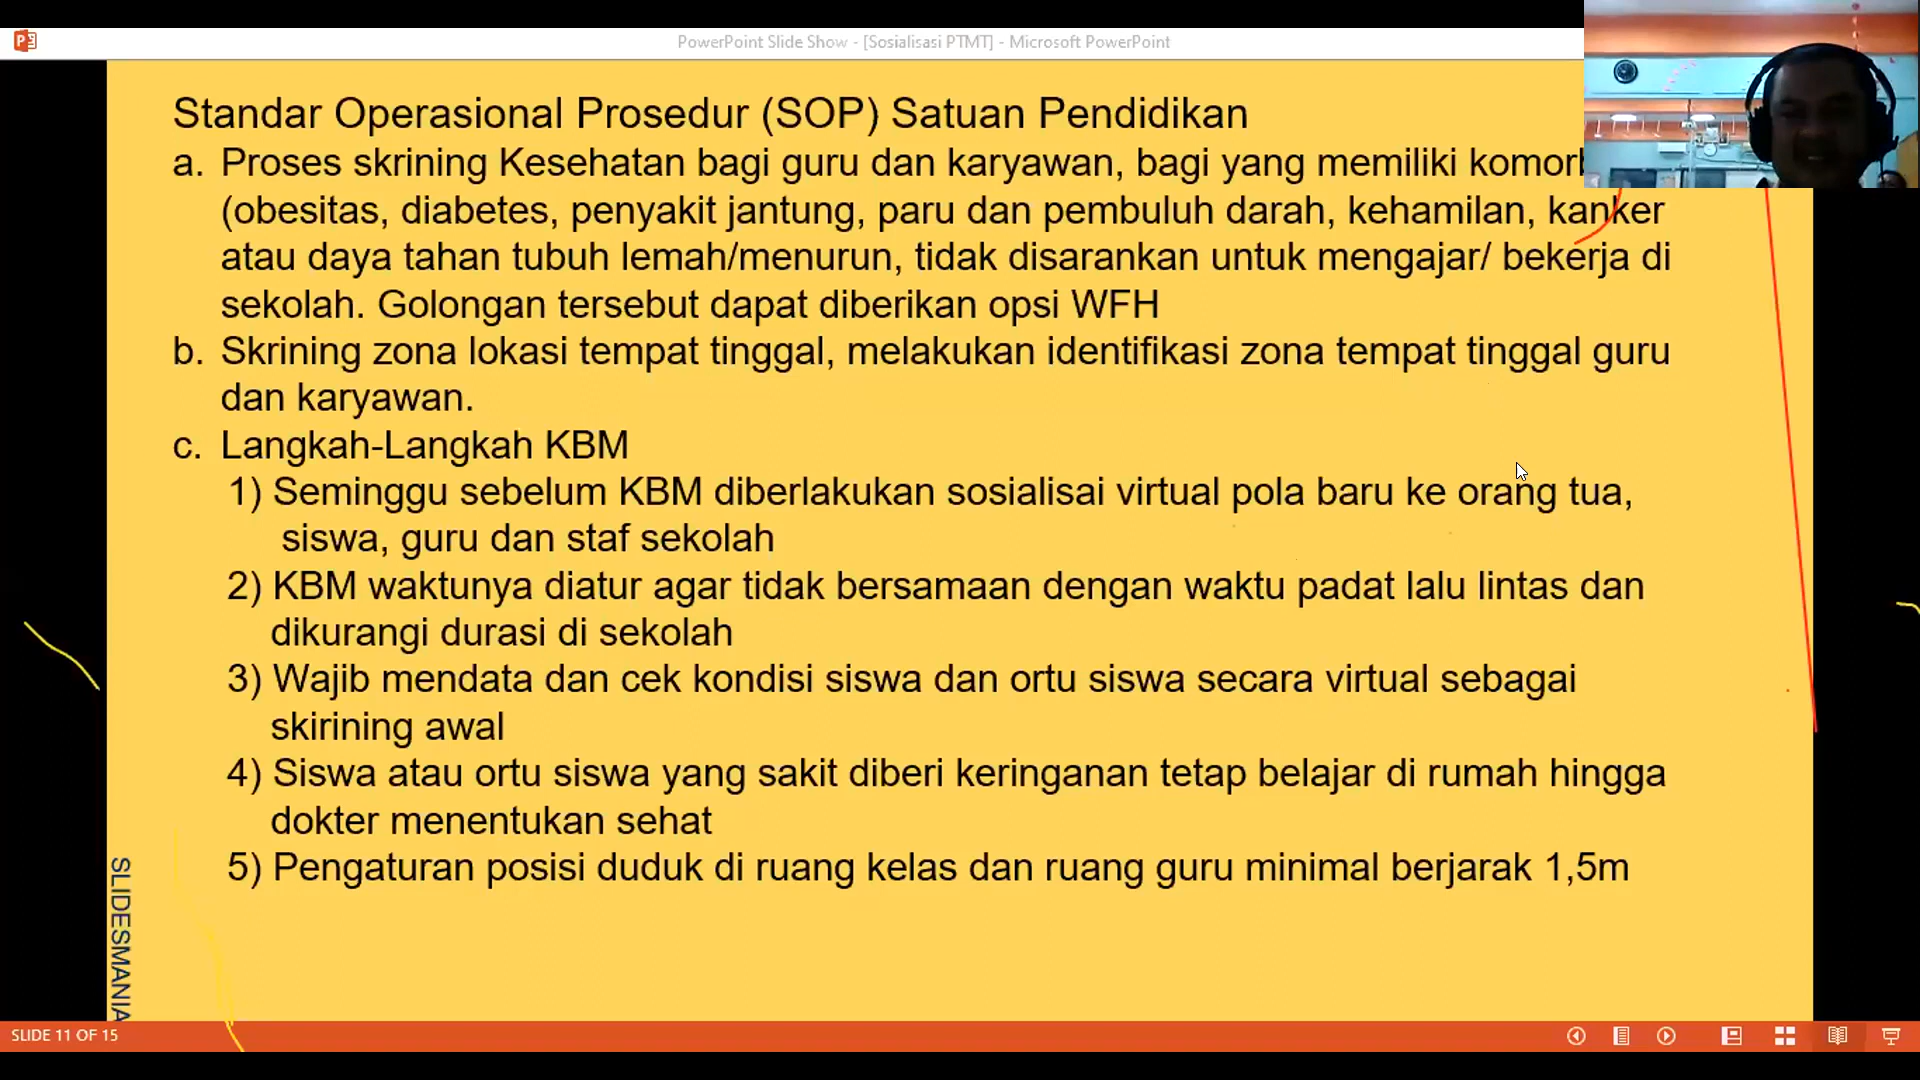 PowerPoint Slide Show - [Sosialisasi PTMT] - Microsoft PowerPoint
Standar Operasional Prosedur (SOP) Satuan Pendidikan
a. Proses skrining Kesehatan bagi guru dan karyawan, bagi yang memiliki
(obesitas, diabetes, penyakit jantung, paru dan pembuluh darah, kehamilan, kanker
atau daya tahan tubuh lemah/menurun, tidak disarankan untuk mengajar/ bekerja di
sekolah. Golongan tersebut dapat diberikan opsi WFH
b. Skrining zona lokasi tempat tinggal, melakukan identifikasi zona tempat tinggal guru
dan karyawan.
c. Langkah-Langkah KBM
1) Seminggu sebelum KBM diberlakukan sosialisai virtual pola baru ke orang tua,
siswa, guru dan staf sekolah
2) KBM waktunya diatur agar tidak bersamaan dengan waktu padat lalu lintas dan
dikurangi durasi di sekolah
3) Wajib mendata dan cek kondisi siswa dan ortu siswa secara virtual sebagai
skirining awal
4) Siswa atau ortu siswa yang sakit diberi keringanan tetap belajar di rumah hingga
dokter menentukan sehat
5) Pengaturan posisi duduk di ruang kelas dan ruang guru minimal berjarak 1,5m
SLIDESMANIA
SLIDE 11 OF 15